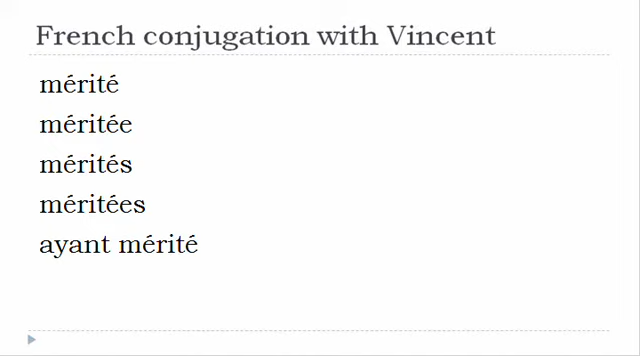 French conjugation with Vincent
mérité
méritée
mérités
méritées
ayant mérité